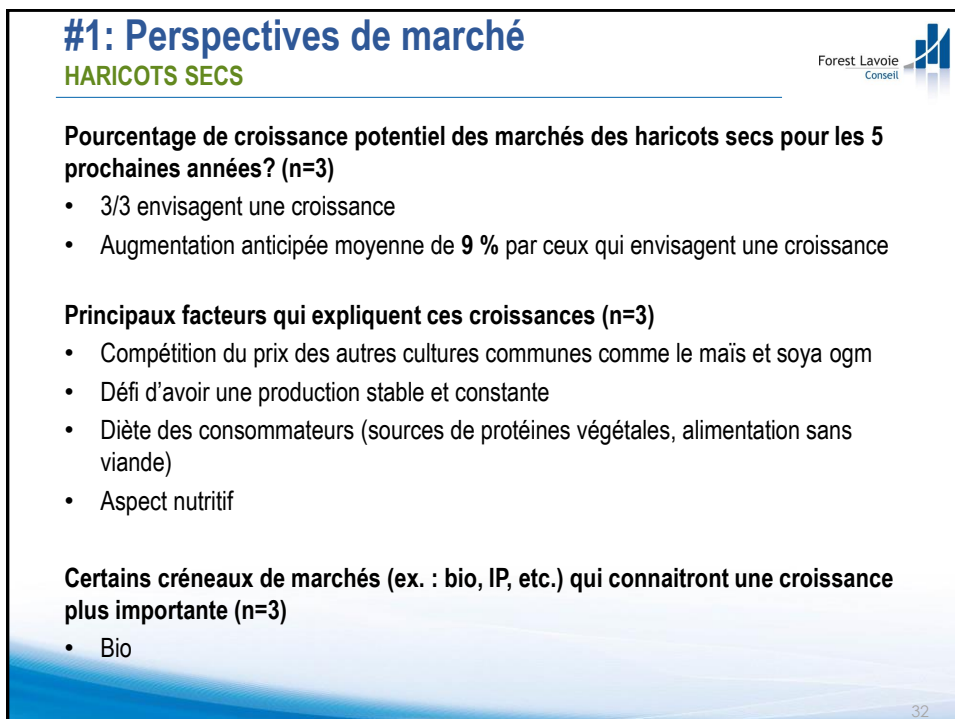 #1: Perspectives de marché
HARICOTS SECS
Forest Lavoie
Conseil
Pourcentage de croissance potentiel des marchés des haricots secs pour les 5
prochaines années? (n=3)
• 3/3 envisagent une croissance
• Augmentation anticipée moyenne de 9 % par ceux qui envisagent une croissance
Principaux facteurs qui expliquent ces croissances (n=3)
• Compétition du prix des autres cultures communes comme le maïs et soya ogm
• Défi d’avoir une production stable et constante
• Diète des consommateurs (sources de protéines végétales, alimentation sans
viande)
• Aspect nutritif
Certains créneaux de marchés (ex. : bio, IP, etc.) qui connaitront une croissance
plus importante (n=3)
• Bio
32